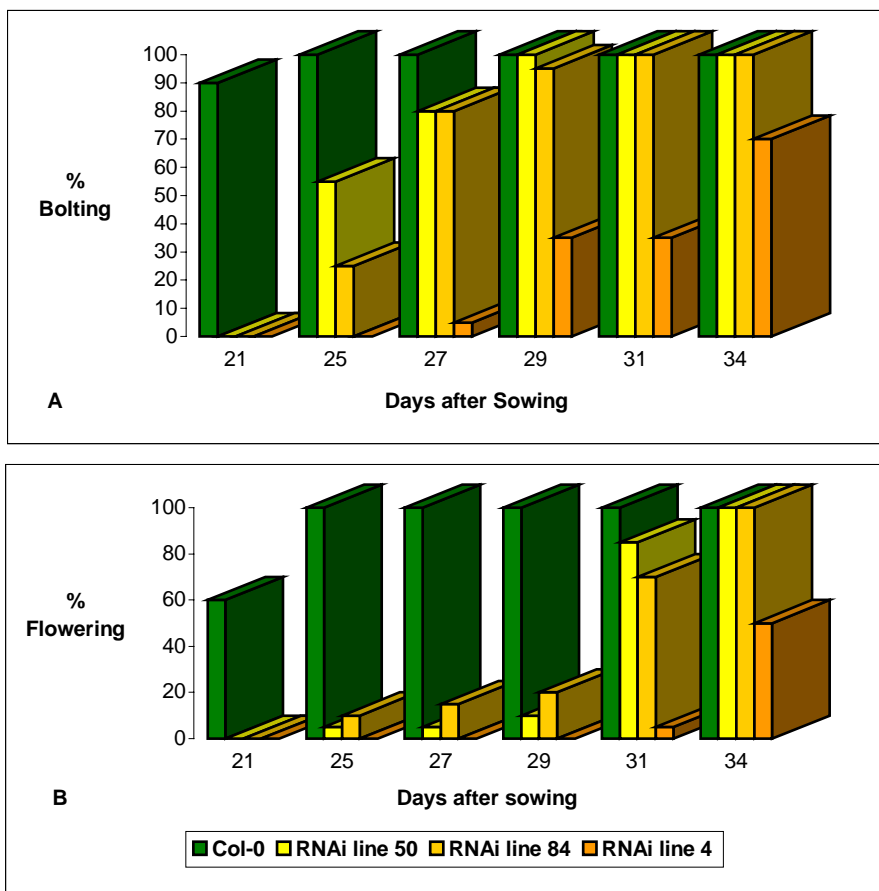 100
90
80
70
60
50
40
30
20
10
0
%
Bolting
21 25 27 29 31 34
A Days after Sowing
100
80
60
40
20
0
%
Flowering
21 25 27 29 31 34
B Days after sowing
Col-0 RNAi line 50 RNAi line 84 RNAi line 4